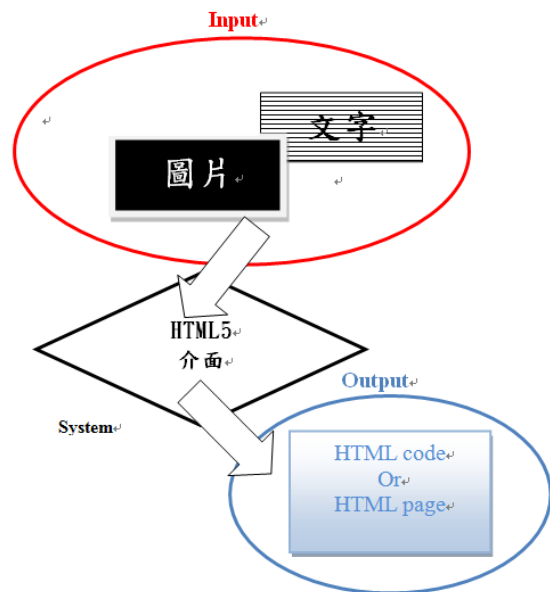 Input
文字
圖片
HTML5
介面
Output
System
HTML code
Or
HTML page